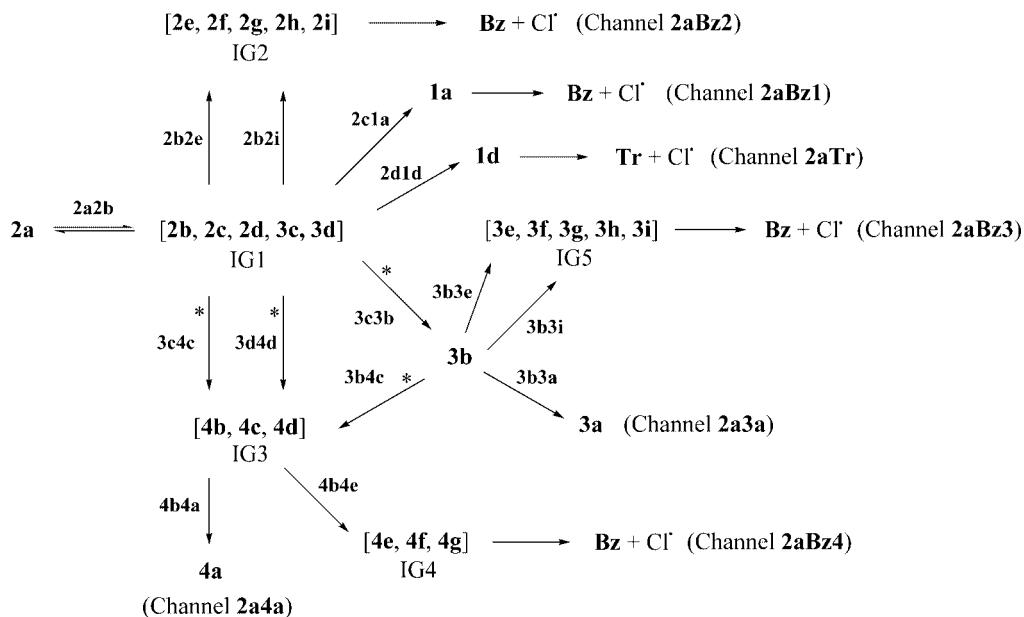 [2e, 2f, 2g, 2h, 2i] Bz + Cl˙ (Channel 2aBz2)
IG2
1a Bz + Cl˙ (Channel 2aBz1)
2b2e 2b2i 2c1a
1d Tr + Cl˙ (Channel 2aTr)
2d1d
2a2b
2a [2b, 2c, 2d, 3c, 3d] [3e, 3f, 3g, 3h, 3i] Bz + Cl˙ (Channel 2aBz3)
IG1 IG5
*
* * 3b3e
3c3b
3c4c 3d4d 3b3i
3b
3b4c * 3b3a
[4b, 4c, 4d] 3a (Channel 2a3a)
IG3
4b4e
4b4a
[4e, 4f, 4g] Bz + Cl˙ (Channel 2aBz4)
IG4
4a
(Channel 2a4a)